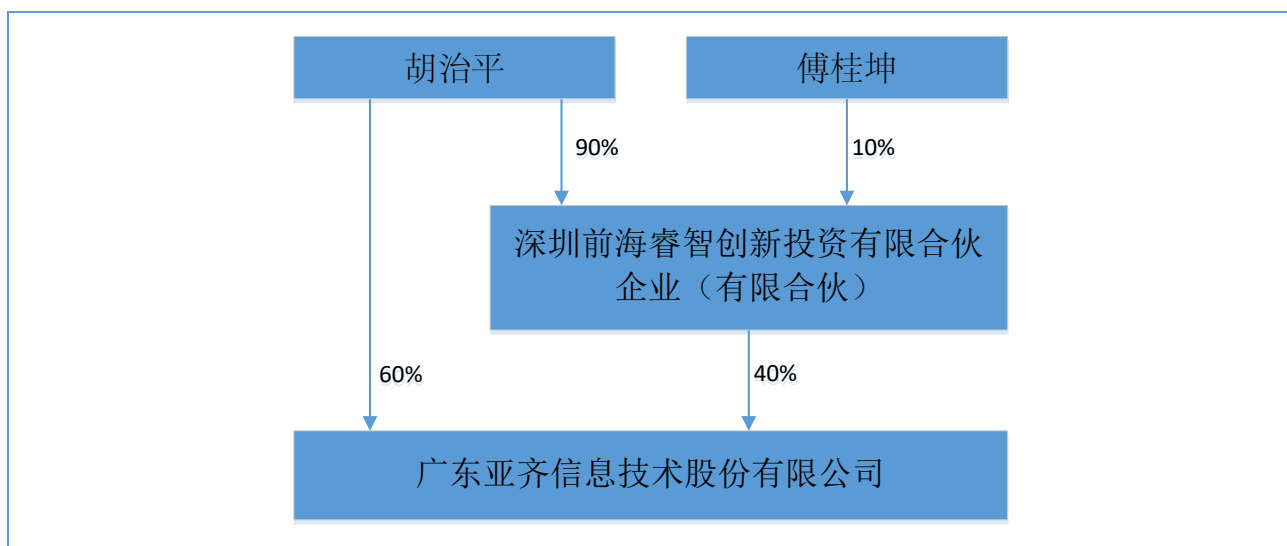 胡治平
傅桂坤
90%
10%
深圳前海睿智创新投资有限合伙
企业（有限合伙）
60%
40%
广东亚齐信息技术股份有限公司